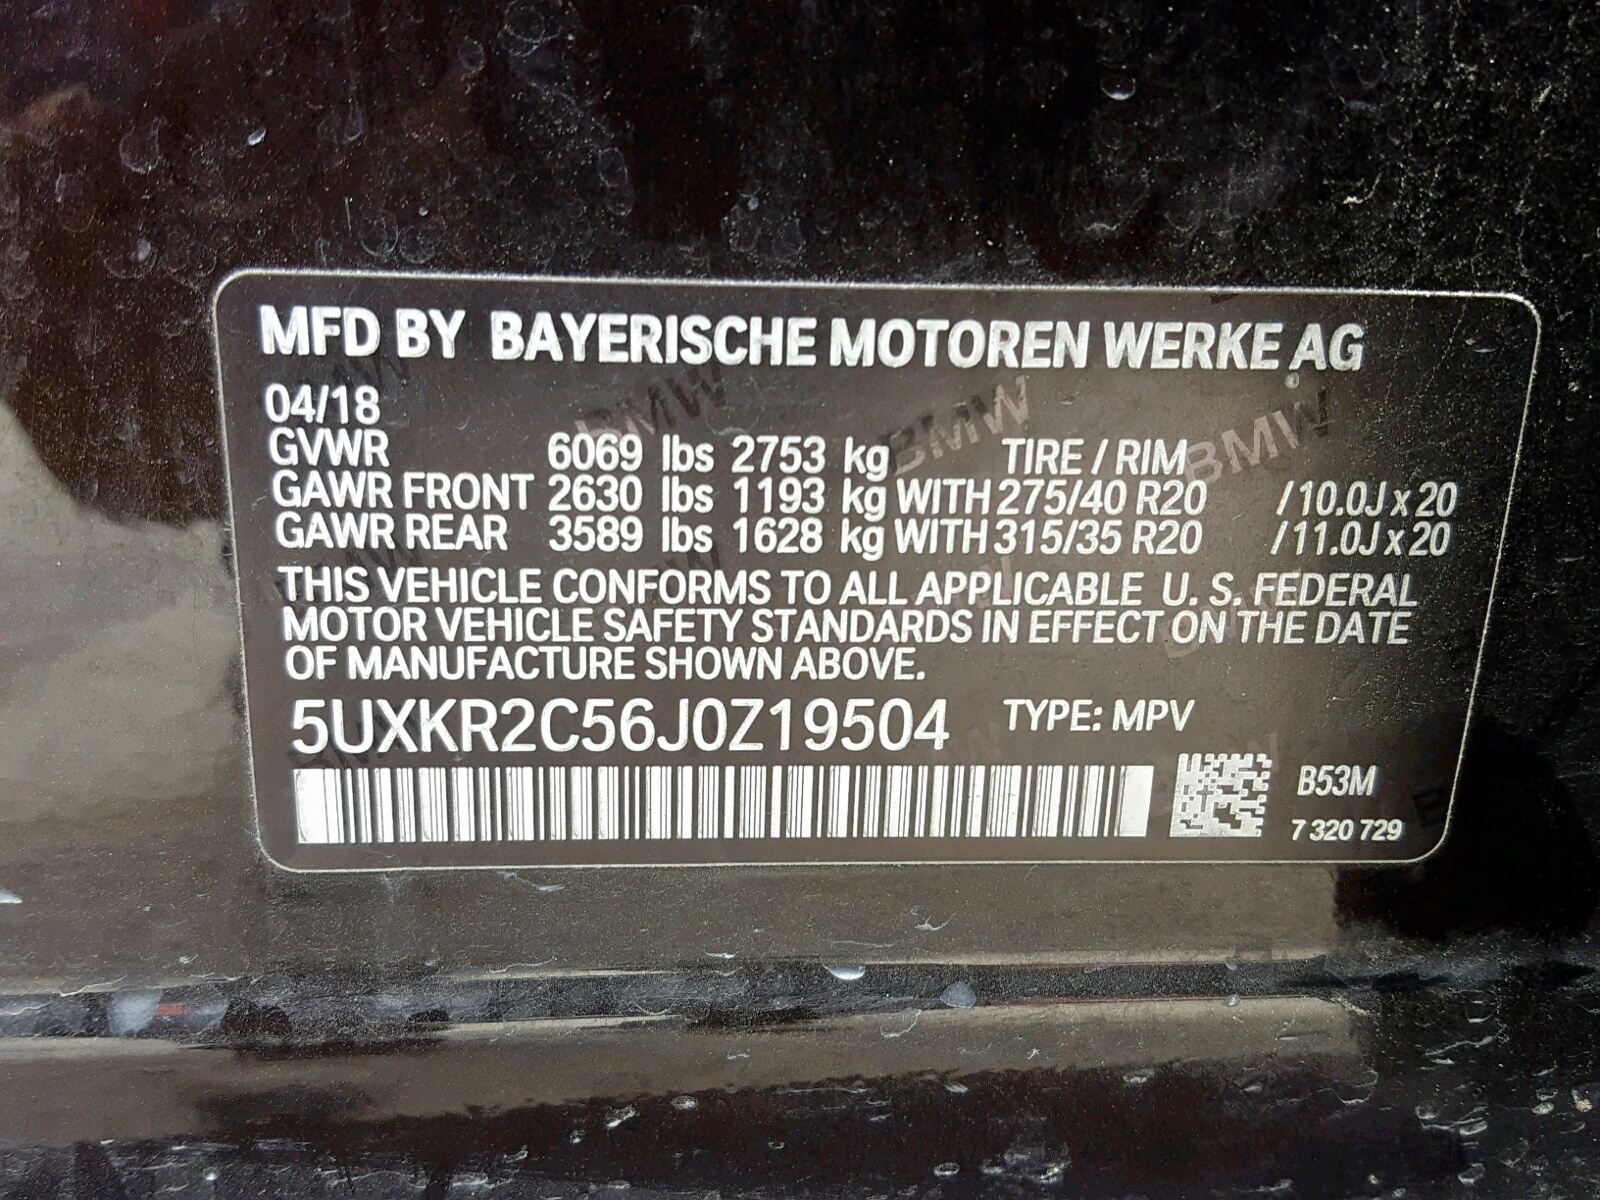 MFD BY BAYERISCHE MOTOREN WERKE AG
04/18
GVWR 6069 lbs 2753 kg TIRE / RIM
GAWR FRONT 2630 lbs 1193 kg WITH 275/40 R20 /10.0J x 20
GAWR REAR 3589 lbs 1628 kg WITH 315/35 R20 /11.0J x 20
THIS VEHICLE CONFORMS TO ALL APPLICABLE U. S. FEDERAL
MOTOR VEHICLE SAFETY STANDARDS IN EFFECT ON THE DATE
OF MANUFACTURE SHOWN ABOVE.
5UXKR2C56J0Z19504 TYPE: MPV
B53M
7 320 729
BMW BMW BMW